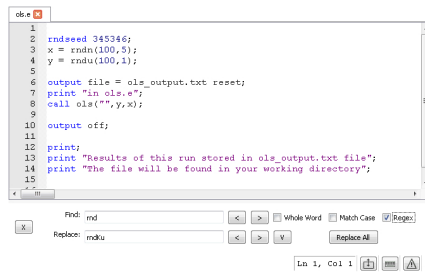 ols.e
1
2 rndseed 345346;
3 x = rndn(100,5);
4 y = rndu(100,1);
5
6 output file = ols_output.txt reset;
7 print "in ols.e";
8 call ols("",y,x);
9
10 output off;
11
12 print;
13 print "Results of this run stored in ols_output.txt file";
14 print "The file will be found in your working directory";
15
X
Find: rnd < > Whole Word Match Case Regex
Replace: rndKu < > V Replace All
Ln 1, Col 1